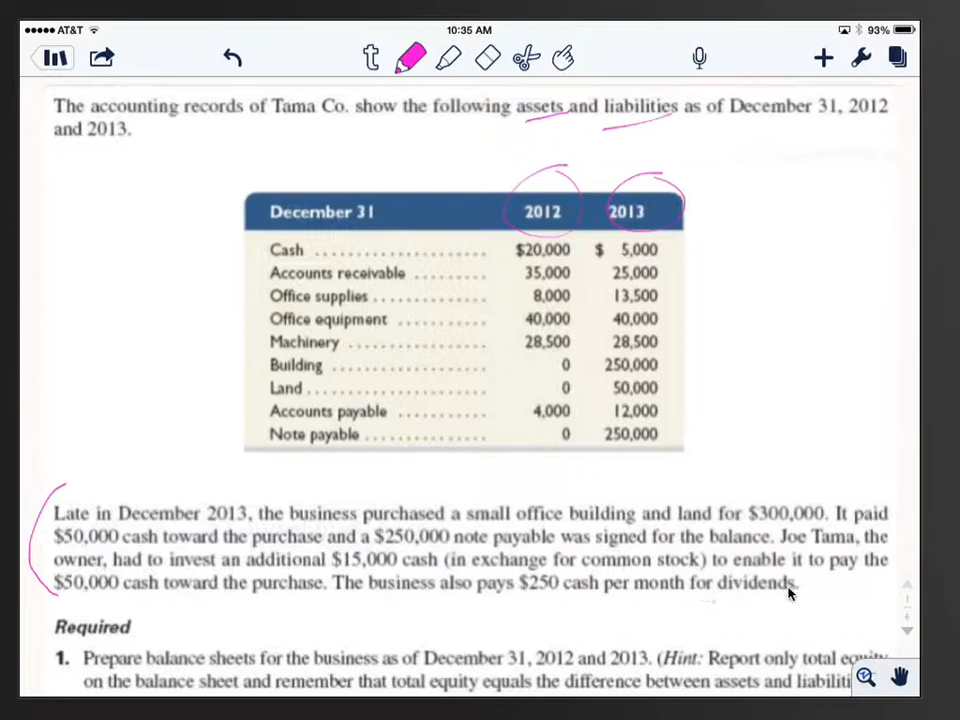 AT&T 10:35 AM 93%
The accounting records of Tama Co. show the following assets and liabilities as of December 31, 2012
and 2013.
December 31 2012 2013
Cash .................... $20,000 $ 5,000
Accounts receivable ......... 35,000 25,000
Office supplies .............. 8,000 13,500
Office equipment ........... 40,000 40,000
Machinery ................. 28,500 28,500
Building ................... 0 250,000
Land ...................... 0 50,000
Accounts payable ........... 4,000 12,000
Note payable ............... 0 250,000
Late in December 2013, the business purchased a small office building and land for $300,000. It paid
$50,000 cash toward the purchase and a $250,000 note payable was signed for the balance. Joe Tama, the
owner, had to invest an additional $15,000 cash (in exchange for common stock) to enable it to pay the
$50,000 cash toward the purchase. The business also pays $250 cash per month for dividends.
Required
1. Prepare balance sheets for the business as of December 31, 2012 and 2013. (Hint: Report only total equity
on the balance sheet and remember that total equity equals the difference between assets and liabiliti